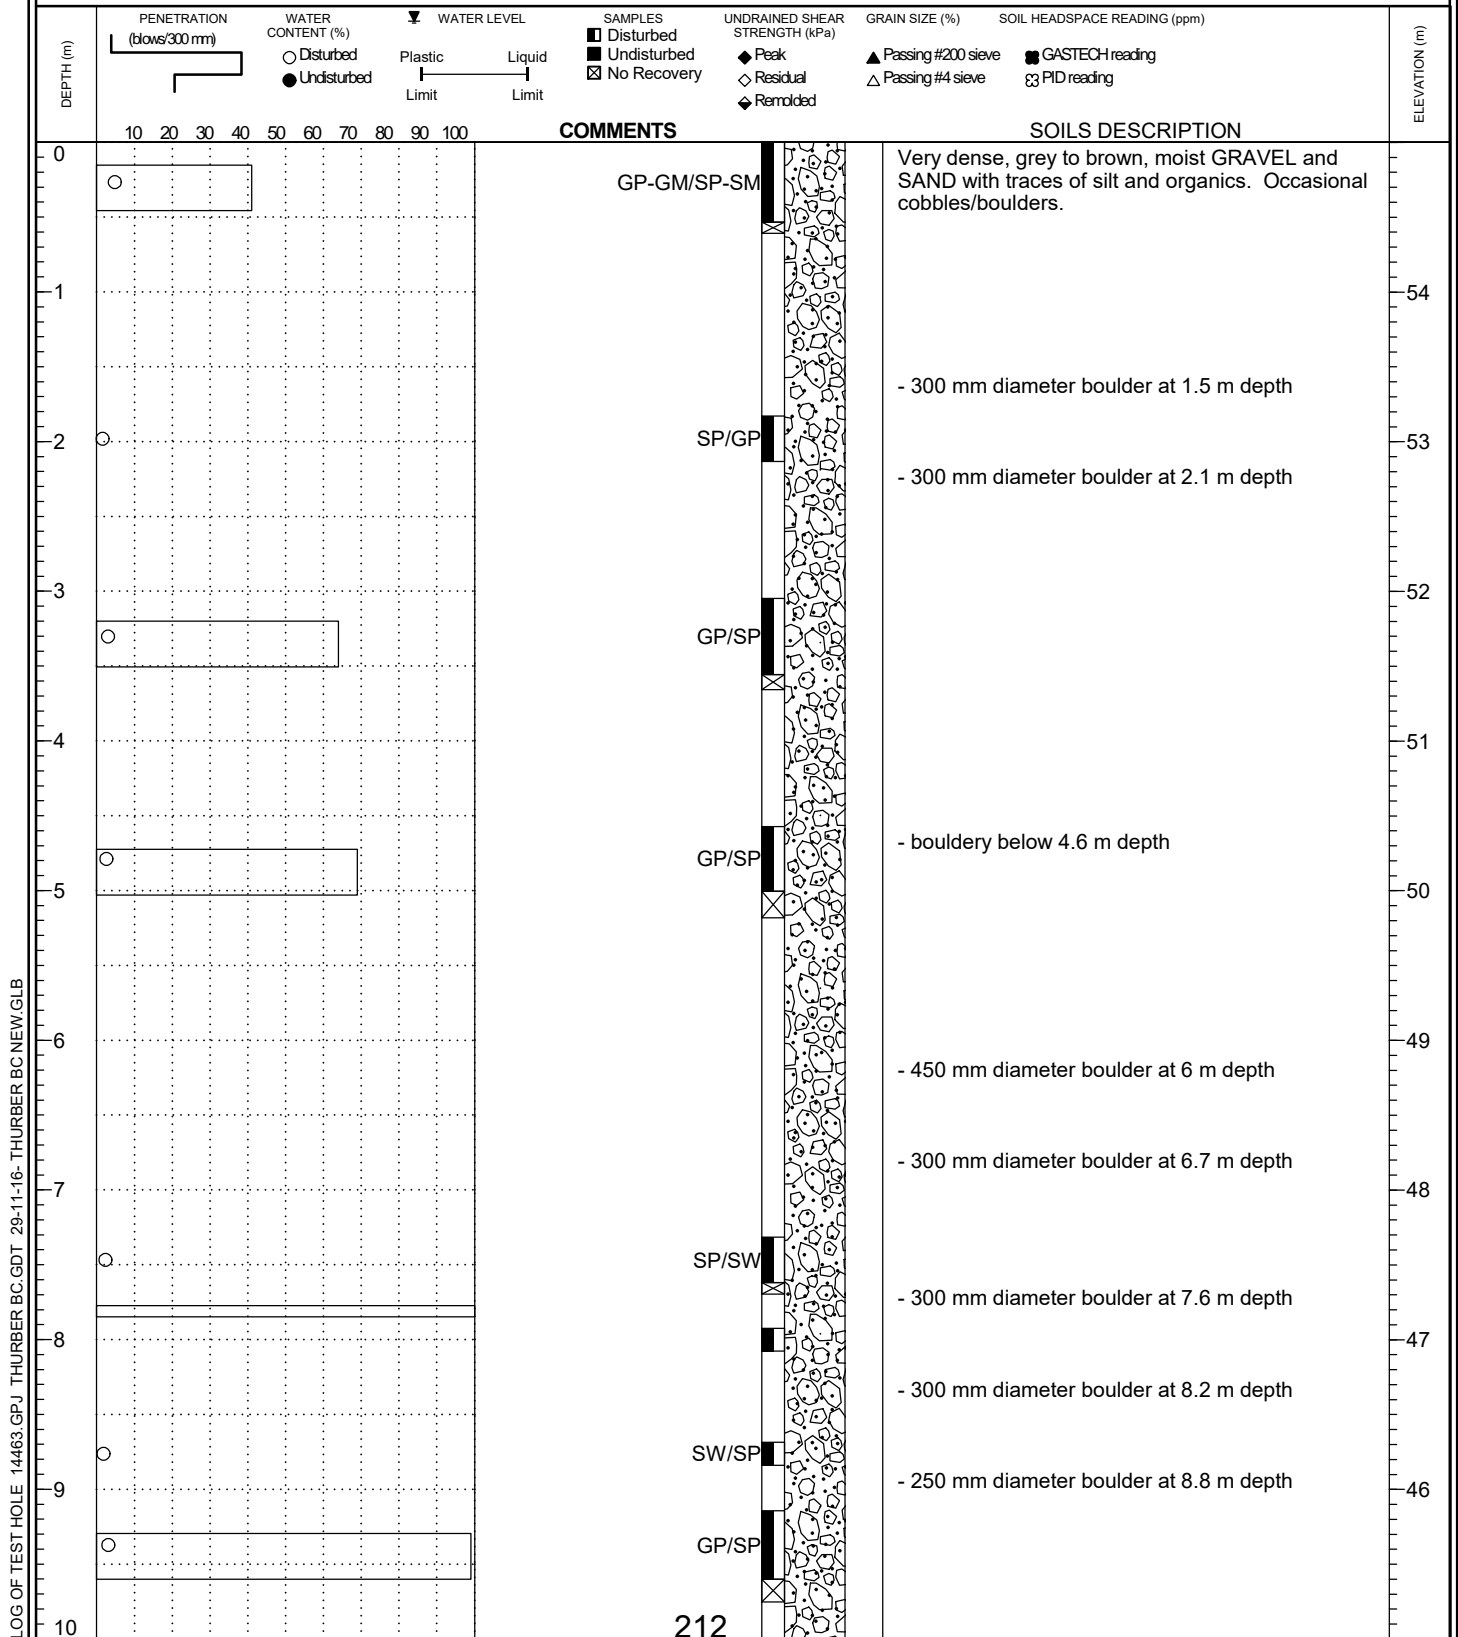 PENETRATION
(blows/300 mm)
WATER
CONTENT (%)
Disturbed
Undisturbed
WATER LEVEL
Plastic
Liquid
Limit
Limit
SAMPLES
Disturbed
Undisturbed
No Recovery
UNDRAINED SHEAR
STRENGTH (kPa)
Peak
Residual
Remolded
GRAIN SIZE (%)
Passing #200 sieve
Passing #4 sieve
SOIL HEADSPACE READING (ppm)
GASTECH reading
PID reading
DEPTH (m)
ELEVATION (m)
10 20 30 40 50 60 70 80 90 100
COMMENTS
SOILS DESCRIPTION
0
GP-GM/SP-SM
Very dense, grey to brown, moist GRAVEL and
SAND with traces of silt and organics. Occasional
cobbles/boulders.
1
54
- 300 mm diameter boulder at 1.5 m depth
2
SP/GP
53
- 300 mm diameter boulder at 2.1 m depth
3
52
GP/SP
4
51
- bouldery below 4.6 m depth
GP/SP
5
50
6
49
- 450 mm diameter boulder at 6 m depth
- 300 mm diameter boulder at 6.7 m depth
7
48
SP/SW
- 300 mm diameter boulder at 7.6 m depth
8
47
- 300 mm diameter boulder at 8.2 m depth
SW/SP
- 250 mm diameter boulder at 8.8 m depth
9
46
GP/SP
10
212
LOG OF TEST HOLE 14463.GPJ THURBER BC.GDT 29-11-16- THURBER BC NEW.GLB